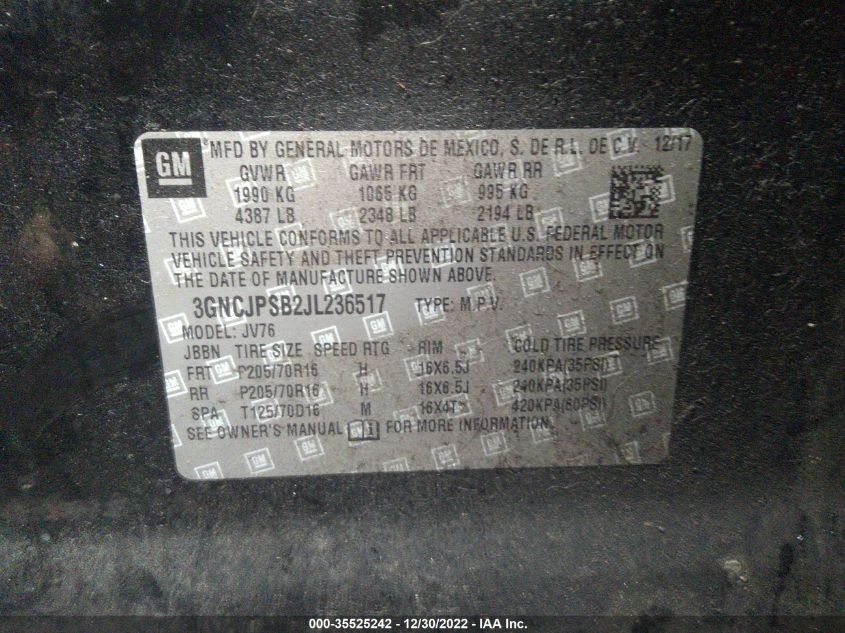 GM
MFD BY GENERAL MOTORS DE MEXICO, S. DE R.L. DE C.V. 12/17
GVWR GAWR FRT GAWR RR
1990 KG 1065 KG 995 KG
4387 LB 2348 LB 2194 LB
THIS VEHICLE CONFORMS TO ALL APPLICABLE U.S. FEDERAL MOTOR
VEHICLE SAFETY AND THEFT PREVENTION STANDARDS IN EFFECT ON
THE DATE OF MANUFACTURE SHOWN ABOVE.
3GNCJPSB2JL236517 TYPE: M.P.V.
MODEL: JV76
JBBN TIRE SIZE SPEED RTG RIM COLD TIRE PRESSURE
FRT P205/70R16 H 16X6.5J 240KPA(35PSI)
RR P205/70R16 H 16X6.5J 240KPA(35PSI)
SPA T125/70D16 M 16X4T 420KPA(60PSI)
SEE OWNER'S MANUAL i FOR MORE INFORMATION.
000-35525242 - 12/30/2022 - IAA Inc.